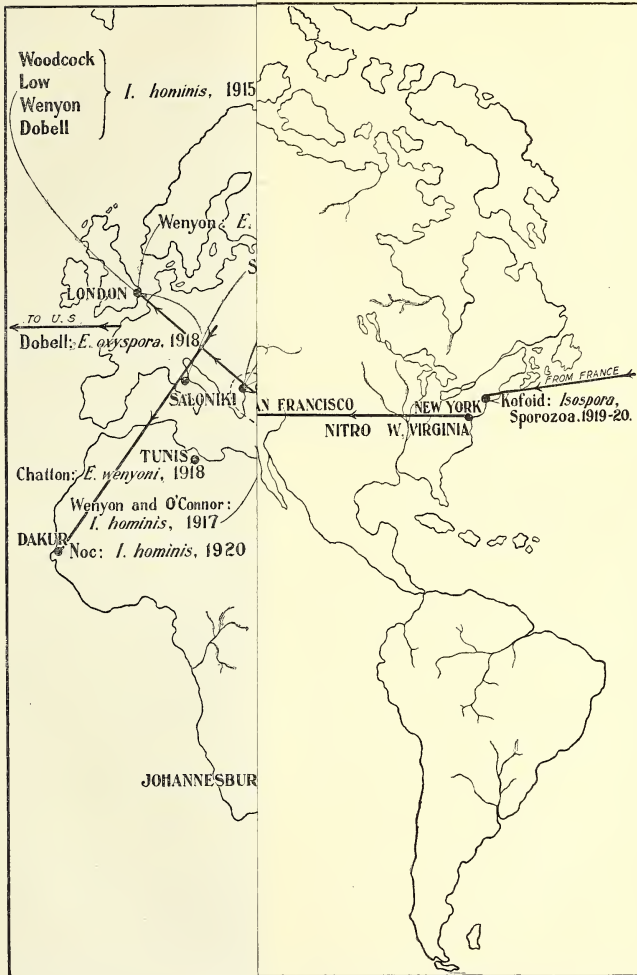 Woodcock
Low
Wenyon
Dobell
I. hominis, 1915
Wenyon: E.
S
LONDON
TO U.S.
Dobell: E. oxyspora, 1918
SALONIKI
TUNIS
Chatton: E. wenyoni, 1918
Wenyon and O'Connor:
I. hominis, 1917
DAKUR
Noc: I. hominis, 1920
JOHANNESBUR
AN FRANCISCO
NEW YORK
FROM FRANCE
Kofoid: Isospora,
Sporozoa. 1919-20.
NITRO W. VIRGINIA